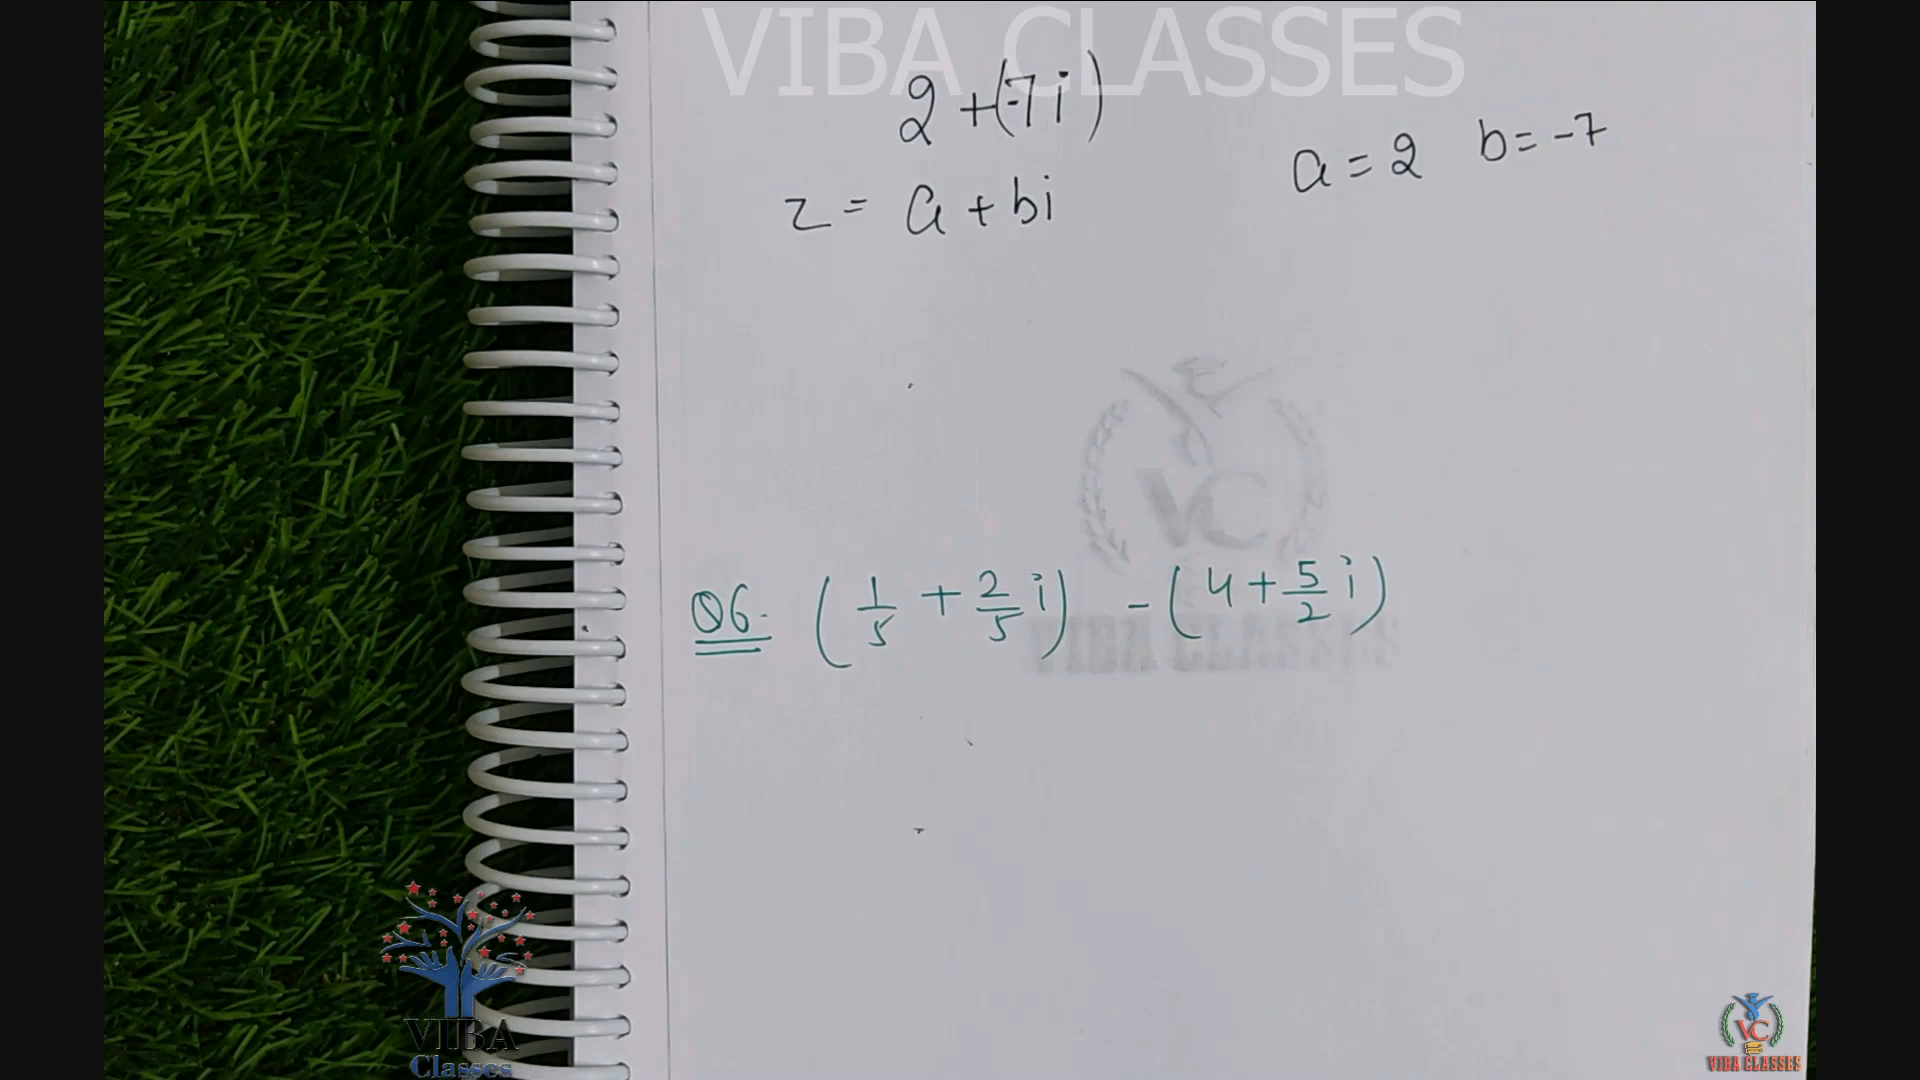 VIBA CLASSES
2 + (-7i)
a = 2 b = -7
z = a + bi
VC
Q6. (1/5 + 2/5 i) - (4 + 5/2 i)
VIBA CLASSES
VIBA
Classes
VC
VIBA CLASSES